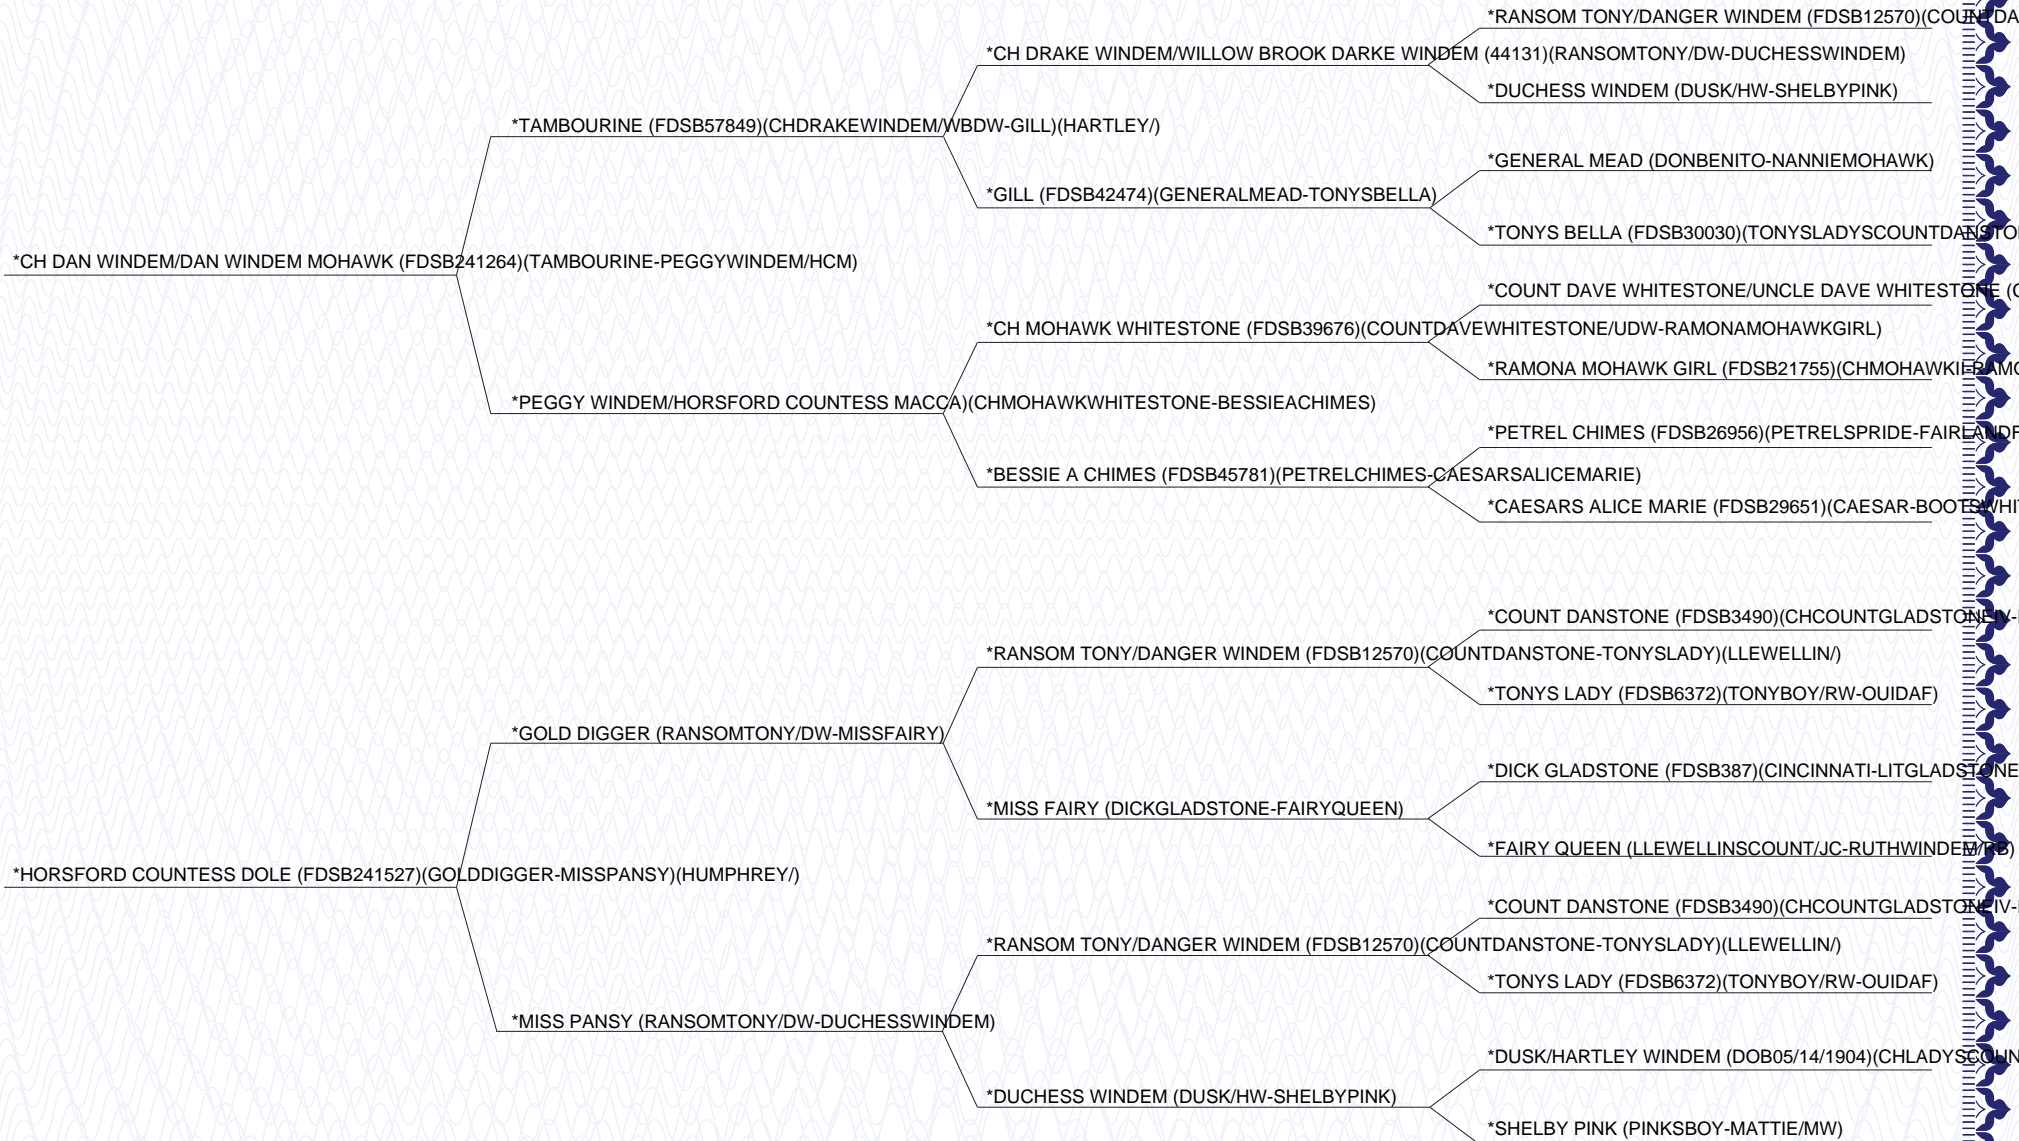 *RANSOM TONY/DANGER WINDEM (FDSB12570)(COUNTDA
*CH DRAKE WINDEM/WILLOW BROOK DARKE WINDEM (44131)(RANSOMTONY/DW-DUCHESSWINDEM)
*DUCHESS WINDEM (DUSK/HW-SHELBYPINK)
*TAMBOURINE (FDSB57849)(CHDRAKEWINDEM/WBDW-GILL)(HARTLEY/)
*GENERAL MEAD (DONBENITO-NANNIEMOHAWK)
*GILL (FDSB42474)(GENERALMEAD-TONYSBELLA)
*TONYS BELLA (FDSB30030)(TONYSLADYSCOUNTDANSTO
*CH DAN WINDEM/DAN WINDEM MOHAWK (FDSB241264)(TAMBOURINE-PEGGYWINDEM/HCM)
*COUNT DAVE WHITESTONE/UNCLE DAVE WHITESTONE (
*CH MOHAWK WHITESTONE (FDSB39676)(COUNTDAVEWHITESTONE/UDW-RAMONAMOHAWKGIRL)
*RAMONA MOHAWK GIRL (FDSB21755)(CHMOHAWKII-RAMO
*PEGGY WINDEM/HORSFORD COUNTESS MACCA)(CHMOHAWKWHITESTONE-BESSIEACHIMES)
*PETREL CHIMES (FDSB26956)(PETRELSPRIDE-FAIRLANDF
*BESSIE A CHIMES (FDSB45781)(PETRELCHIMES-CAESARSALICEMARIE)
*CAESARS ALICE MARIE (FDSB29651)(CAESAR-BOOTSWHI
*COUNT DANSTONE (FDSB3490)(CHCOUNTGLADSTONEIV-
*RANSOM TONY/DANGER WINDEM (FDSB12570)(COUNTDANSTONE-TONYSLADY)(LLEWELLIN/)
*TONYS LADY (FDSB6372)(TONYBOY/RW-OUIDAF)
*GOLD DIGGER (RANSOMTONY/DW-MISSFAIRY)
*DICK GLADSTONE (FDSB387)(CINCINNATI-LITGLADSTONE
*MISS FAIRY (DICKGLADSTONE-FAIRYQUEEN)
*FAIRY QUEEN (LLEWELLINSCOUNT/JC-RUTHWINDEM/RB)
*HORSFORD COUNTESS DOLE (FDSB241527)(GOLDDIGGER-MISSPANSY)(HUMPHREY/)
*COUNT DANSTONE (FDSB3490)(CHCOUNTGLADSTONEIV-
*RANSOM TONY/DANGER WINDEM (FDSB12570)(COUNTDANSTONE-TONYSLADY)(LLEWELLIN/)
*TONYS LADY (FDSB6372)(TONYBOY/RW-OUIDAF)
*MISS PANSY (RANSOMTONY/DW-DUCHESSWINDEM)
*DUSK/HARTLEY WINDEM (DOB05/14/1904)(CHLADYSCOUN
*DUCHESS WINDEM (DUSK/HW-SHELBYPINK)
*SHELBY PINK (PINKSBOY-MATTIE/MW)